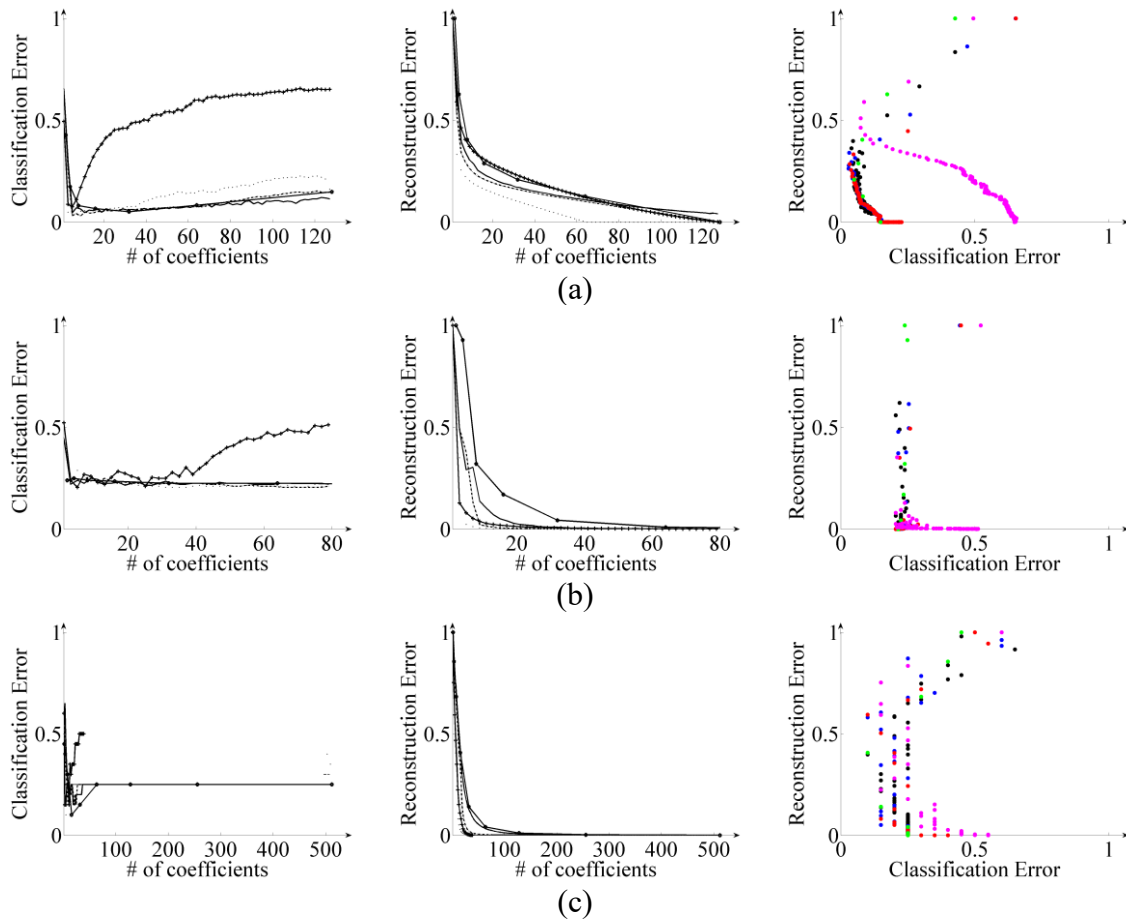 1
0.5
0
Classification Error
20 40 60 80 100 120
# of coefficients
1
0.5
0
Reconstruction Error
20 40 60 80 100 120
# of coefficients
1
0.5
0
Reconstruction Error
0 0.5 1
Classification Error
(a)
1
0.5
0
Classification Error
20 40 60 80
# of coefficients
1
0.5
0
Reconstruction Error
20 40 60 80
# of coefficients
1
0.5
0
Reconstruction Error
0 0.5 1
Classification Error
(b)
1
0.5
0
Classification Error
100 200 300 400 500
# of coefficients
1
0.5
0
Reconstruction Error
100 200 300 400 500
# of coefficients
1
0.5
0
Reconstruction Error
0 0.5 1
Classification Error
(c)